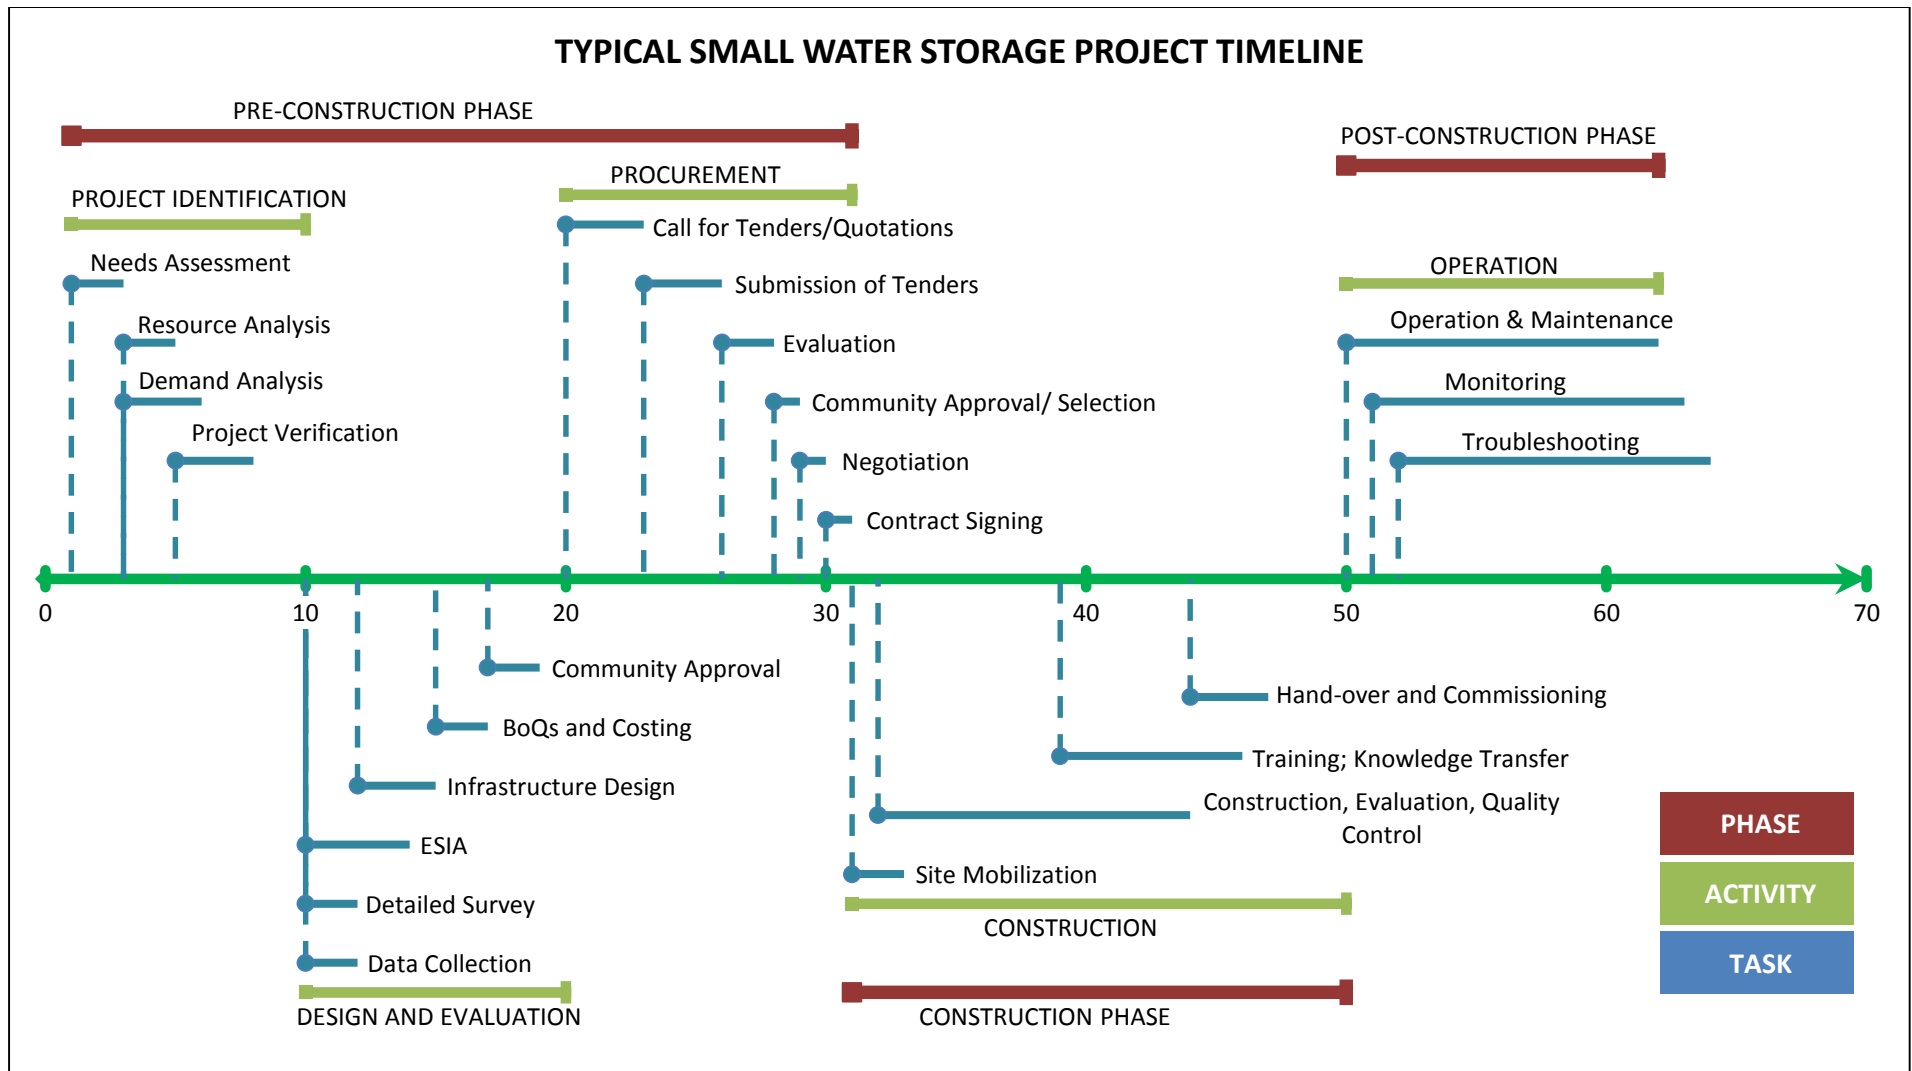 TYPICAL SMALL WATER STORAGE PROJECT TIMELINE
PRE-CONSTRUCTION PHASE
POST-CONSTRUCTION PHASE
PROJECT IDENTIFICATION
PROCUREMENT
Needs Assessment
Resource Analysis
Demand Analysis
Project Verification
Call for Tenders/Quotations
Submission of Tenders
Evaluation
Community Approval/ Selection
Negotiation
Contract Signing
OPERATION
Operation & Maintenance
Monitoring
Troubleshooting
0
10
20
30
40
50
60
70
Community Approval
BoQs and Costing
Infrastructure Design
ESIA
Detailed Survey
Data Collection
DESIGN AND EVALUATION
Hand-over and Commissioning
Training; Knowledge Transfer
Construction, Evaluation, Quality
Control
Site Mobilization
CONSTRUCTION
CONSTRUCTION PHASE
PHASE
ACTIVITY
TASK